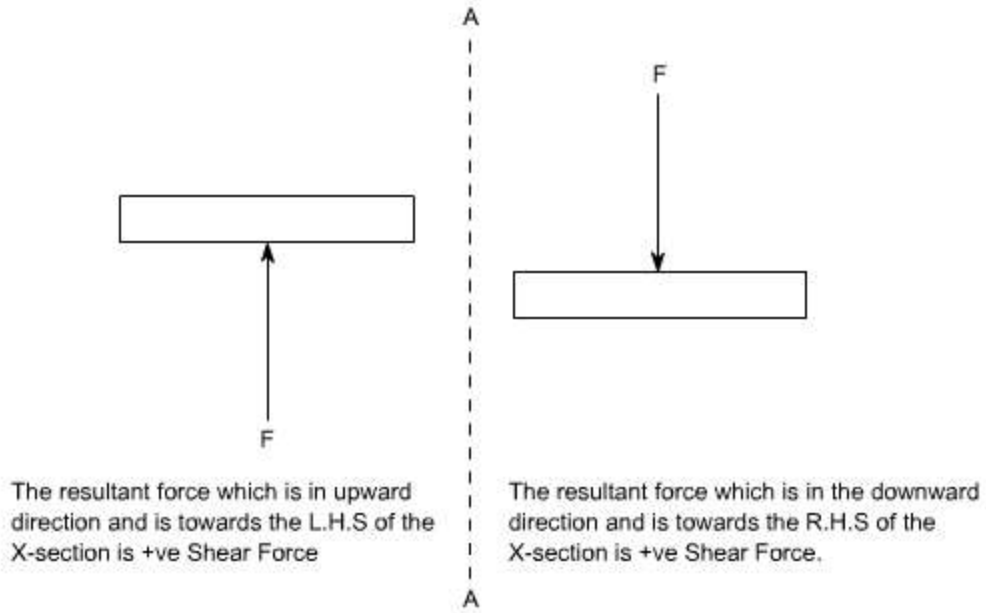 A
F
F
The resultant force which is in upward
direction and is towards the L.H.S of the
X-section is +ve Shear Force
The resultant force which is in the downward
direction and is towards the R.H.S of the
X-section is +ve Shear Force.
A